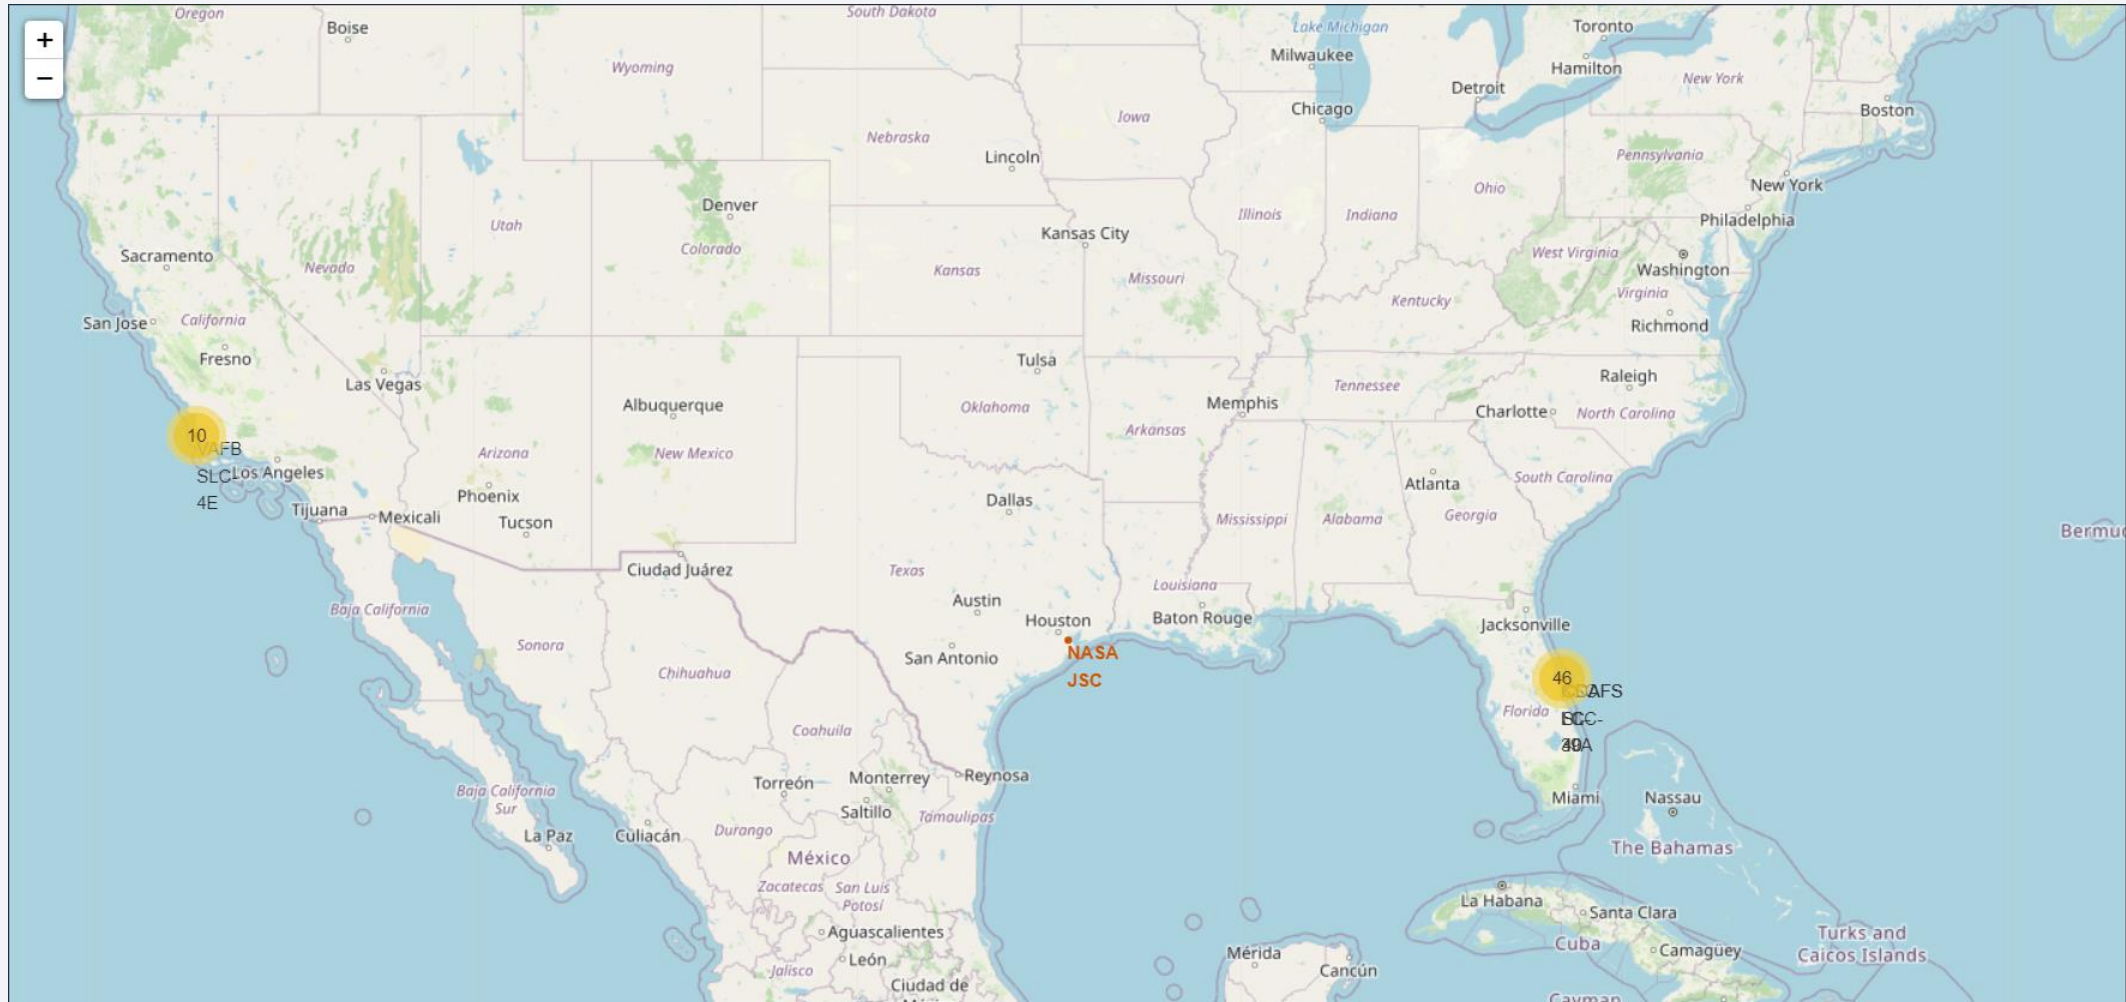 Oregon
Boise
South Dakota
Lake Michigan
Toronto
+
−
Wyoming
Milwaukee
Hamilton
New York
Detroit
Chicago
Boston
Iowa
Nebraska
Lincoln
Pennsylvania
New York
Denver
Utah
Colorado
Ohio
Illinois
Indiana
Philadelphia
Kansas City
Sacramento
Nevada
Kansas
Missouri
West Virginia
Washington
Virginia
Kentucky
San Jose
California
Richmond
Fresno
Las Vegas
Tulsa
Raleigh
Tennessee
Albuquerque
Oklahoma
Memphis
Charlotte
North Carolina
Arkansas
10
VAFB
SLC-
4E
Los Angeles
Arizona
New Mexico
South Carolina
Atlanta
Phoenix
Tucson
Dallas
Tijuana
Mexicali
Mississippi
Alabama
Georgia
Bermud
Ciudad Juárez
Texas
Louisiana
Austin
Houston
Baton Rouge
Baja California
Jacksonville
Sonora
NASA
JSC
San Antonio
Chihuahua
46
Florida
Coahuila
Torreón
Monterrey
Reynosa
Baja California
Sur
Saltillo
Tamaulipas
Miami
Nassau
La Paz
Culiacán
Durango
The Bahamas
México
Zacatecas
San Luis
Potosí
La Habana
Santa Clara
Aguascalientes
Cuba
Camagüey
Turks and
Caicos Islands
León
Jalisco
Mérida
Cancún
Ciudad de
Cayman